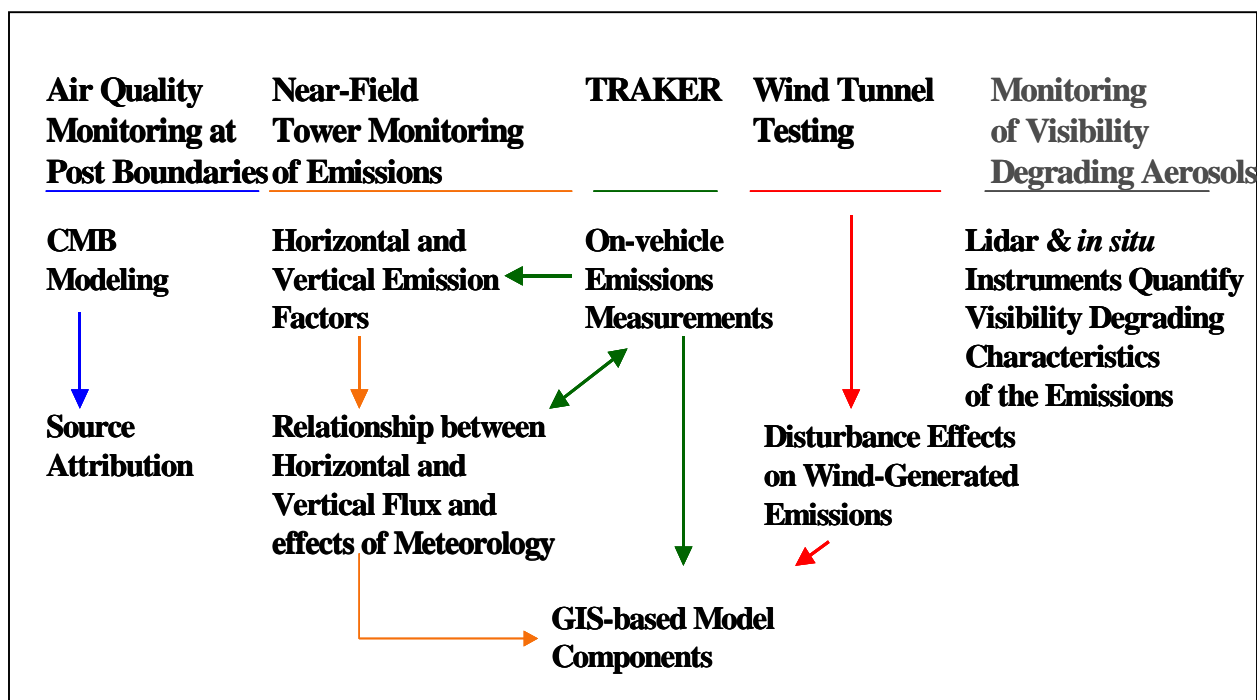 Air Quality
Monitoring at
Post Boundaries
Near-Field
Tower Monitoring
of Emissions
TRAKER
Wind Tunnel
Testing
Monitoring
of Visibility
Degrading Aerosols
CMB
Modeling
Horizontal and
Vertical Emission
Factors
On-vehicle
Emissions
Measurements
Lidar & in situ
Instruments Quantify
Visibility Degrading
Characteristics
of the Emissions
Source
Attribution
Relationship between
Horizontal and
Vertical Flux and
effects of Meteorology
Disturbance Effects
on Wind-Generated
Emissions
GIS-based Model
Components